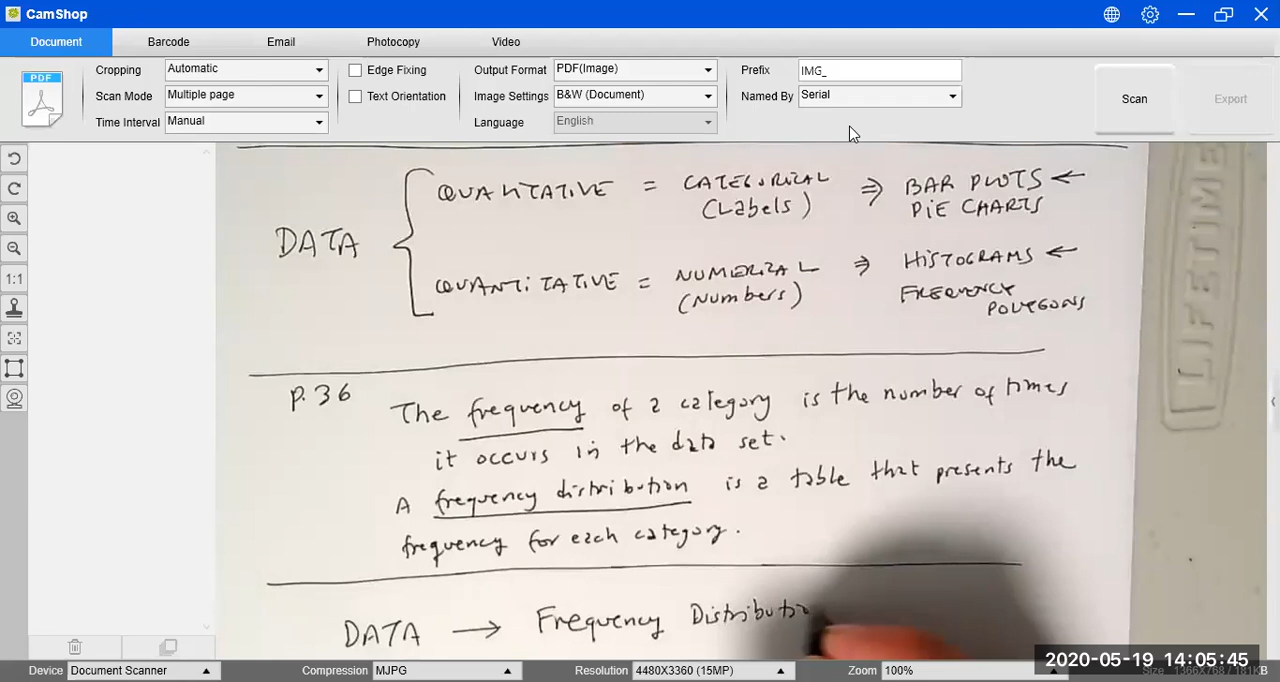 CamShop
Document Barcode Email Photocopy Video
Cropping Automatic Edge Fixing Output Format PDF(Image) Prefix IMG_
PDF Scan Mode Multiple page Text Orientation Image Settings B&W (Document) Named By Serial Scan Export
Time Interval Manual Language English
1:1
DATA
QUALITATIVE = CATEGORICAL ⇒ BAR PLOTS ←
(Labels) PIE CHARTS
QUANTITATIVE = NUMERICAL ⇒ HISTOGRAMS ←
(Numbers) FREQUENCY
POLYGONS
LIFETIME
P.36
The frequency of a category is the number of times
it occurs in the data set.
A frequency distribution is a table that presents the
frequency for each category.
DATA → Frequency Distributio
2020-05-19 14:05:45
Device Document Scanner Compression MJPG Resolution 4480X3360 (15MP) Zoom 100%